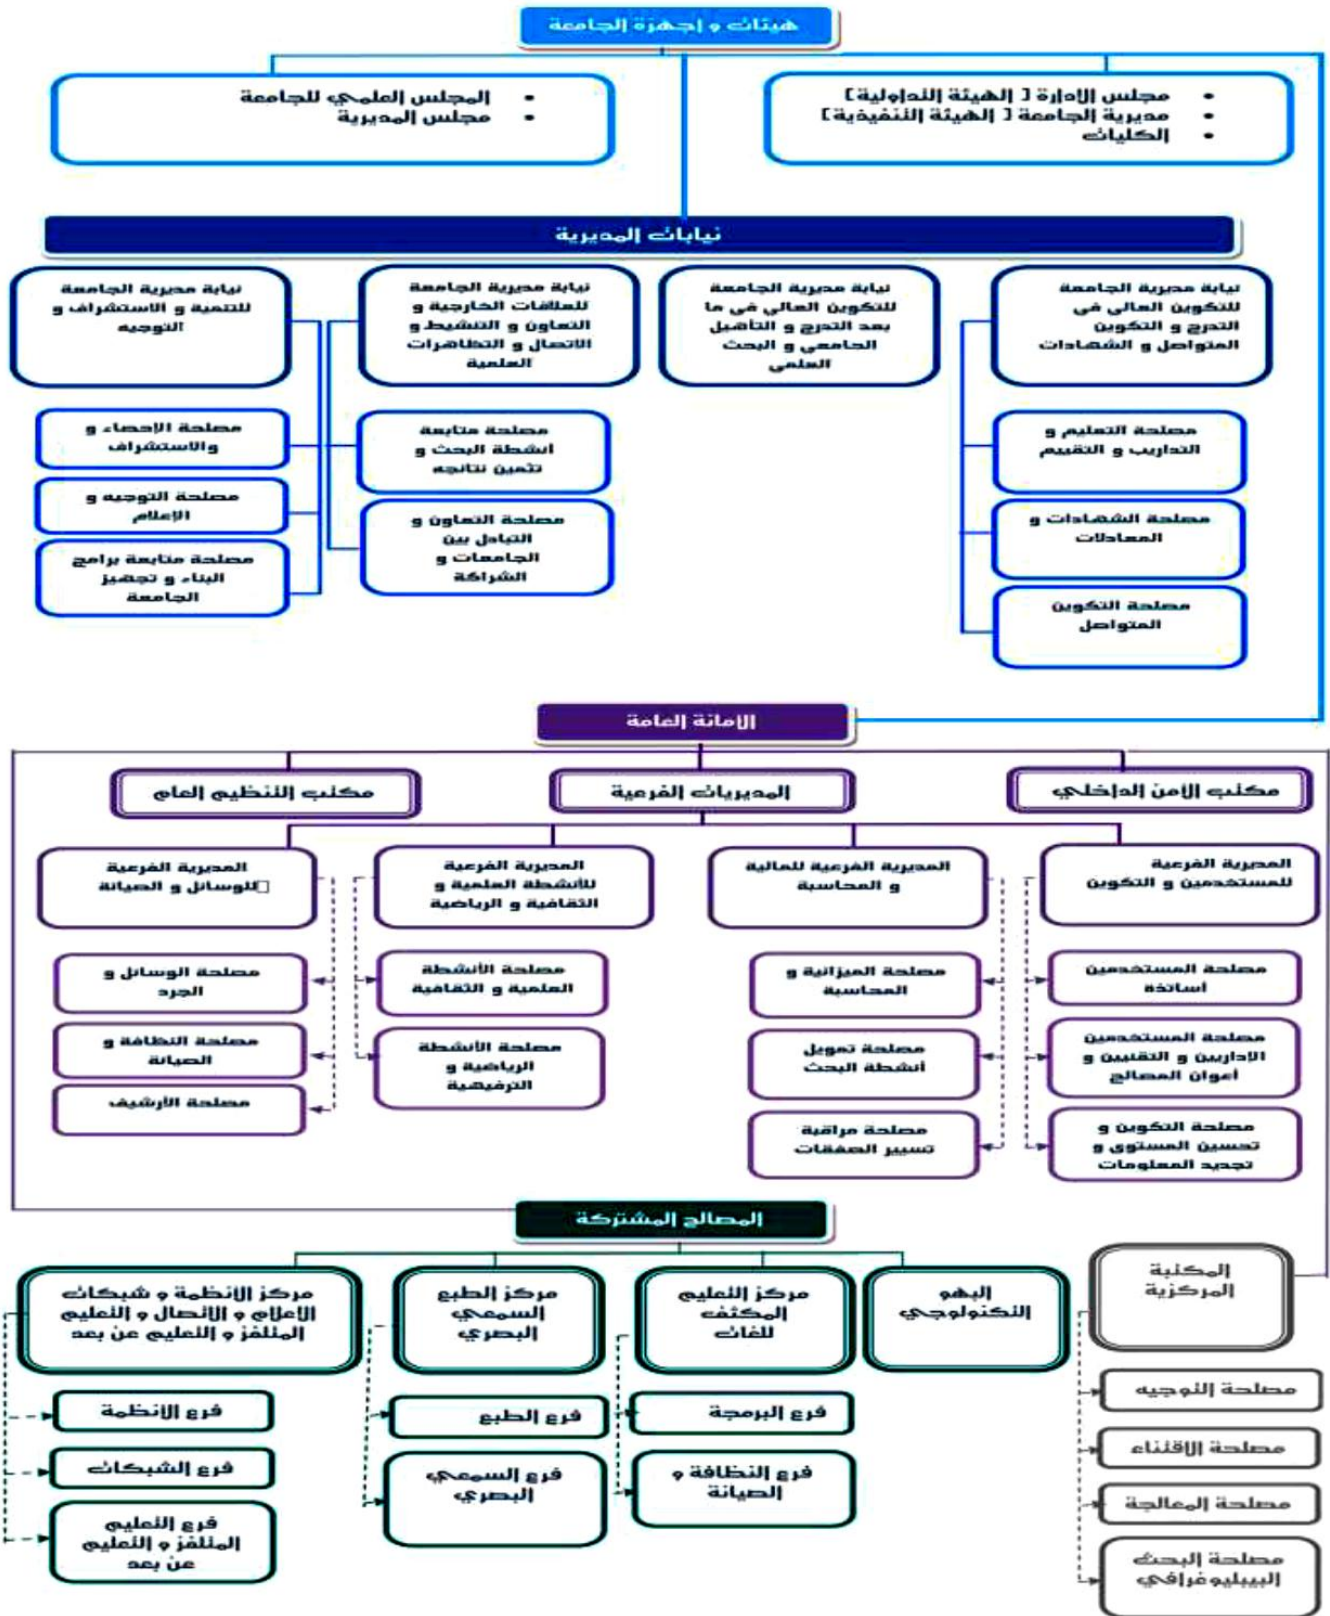 هيئات و أجهزة الجامعة
• مجلس الإدارة [ الهيئة التداولية]
• مديرية الجامعة [ الهيئة التنفيذية]
• الكليات
• المجلس العلمي للجامعة
• مجلس المديرية
نيابات المديرية
نيابة مديرية الجامعة
للتكوين العالي في
التدرج و التكوين
المتواصل و الشهادات
مصلحة التعليم و
التداريب و التقييم
مصلحة الشهادات و
المعادلات
مصلحة التكوين
المتواصل
نيابة مديرية الجامعة
للتكوين العالي في ما
بعد التدرج و التأهيل
الجامعي و البحث
العلمي
نيابة مديرية الجامعة
للعلاقات الخارجية و
التعاون و التنشيط و
الاتصال و التظاهرات
العلمية
مصلحة متابعة
أنشطة البحث و
تثمين نتائجه
مصلحة التعاون و
التبادل بين
الجامعات و
الشراكة
نيابة مديرية الجامعة
للتنمية و الاستشراف و
التوجيه
مصلحة الإحصاء و
والاستشراف
مصلحة التوجيه و
الإعلام
مصلحة متابعة برامج
البناء و تجهيز
الجامعة
الأمانة العامة
مكتب الأمن الداخلي
المديريات الفرعية
مكتب التنظيم العام
المديرية الفرعية
للمستخدمين و التكوين
مصلحة المستخدمين
أساتذة
مصلحة المستخدمين
الإداريين و التقنيين و
أعوان المصالح
مصلحة التكوين و
تحسين المستوى و
تجديد المعلومات
المديرية الفرعية للمالية
و المحاسبة
مصلحة الميزانية و
المحاسبة
مصلحة تمويل
أنشطة البحث
مصلحة مراقبة
تسيير الصفقات
المديرية الفرعية
للأنشطة العلمية و
الثقافية و الرياضية
مصلحة الأنشطة
العلمية و الثقافية
مصلحة الأنشطة
الرياضية و
الترفيهية
المديرية الفرعية
للوسائل و الصيانة
مصلحة الوسائل و
الجرد
مصلحة النظافة و
الصيانة
مصلحة الأرشيف
المصالح المشتركة
المكتبة
المركزية
مصلحة التوجيه
مصلحة الاقتناء
مصلحة المعالجة
مصلحة البحث
البيبليوغرافي
البهو
التكنولوجي
مركز التعليم
المكثف
للغات
فرع البرمجة
فرع النظافة و
الصيانة
مركز الطبع
السمعي
البصري
فرع الطبع
فرع السمعي
البصري
مركز الأنظمة و شبكات
الإعلام و الاتصال و التعليم
المتلفز و التعليم عن بعد
فرع الأنظمة
فرع الشبكات
فرع التعليم
المتلفز و التعليم
عن بعد